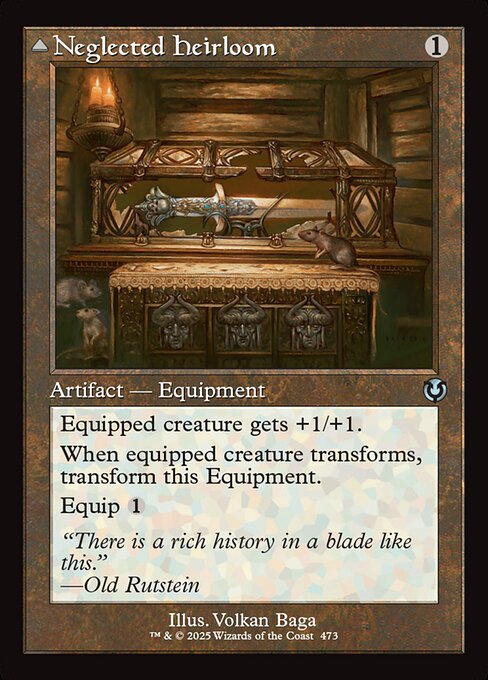 Neglected Heirloom 1
Artifact — Equipment
Equipped creature gets +1/+1.
When equipped creature transforms,
transform this Equipment.
Equip 1
“There is a rich history in a blade like
this.”
—Old Rutstein
Illus. Volkan Baga
™ & © 2025 Wizards of the Coast 473